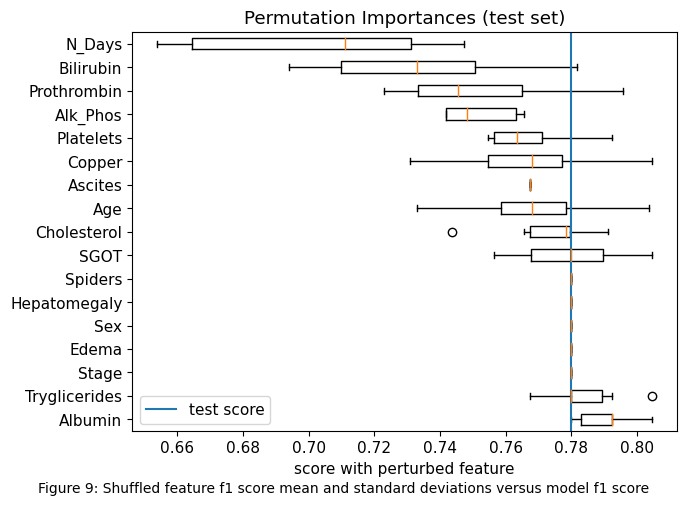 Permutation Importances (test set)
N_Days
Bilirubin
Prothrombin
Alk_Phos
Platelets
Copper
Ascites
Age
Cholesterol
SGOT
Spiders
Hepatomegaly
Sex
Edema
Stage
Tryglicerides
Albumin
test score
0.66 0.68 0.70 0.72 0.74 0.76 0.78 0.80
score with perturbed feature
Figure 9: Shuffled feature f1 score mean and standard deviations versus model f1 score